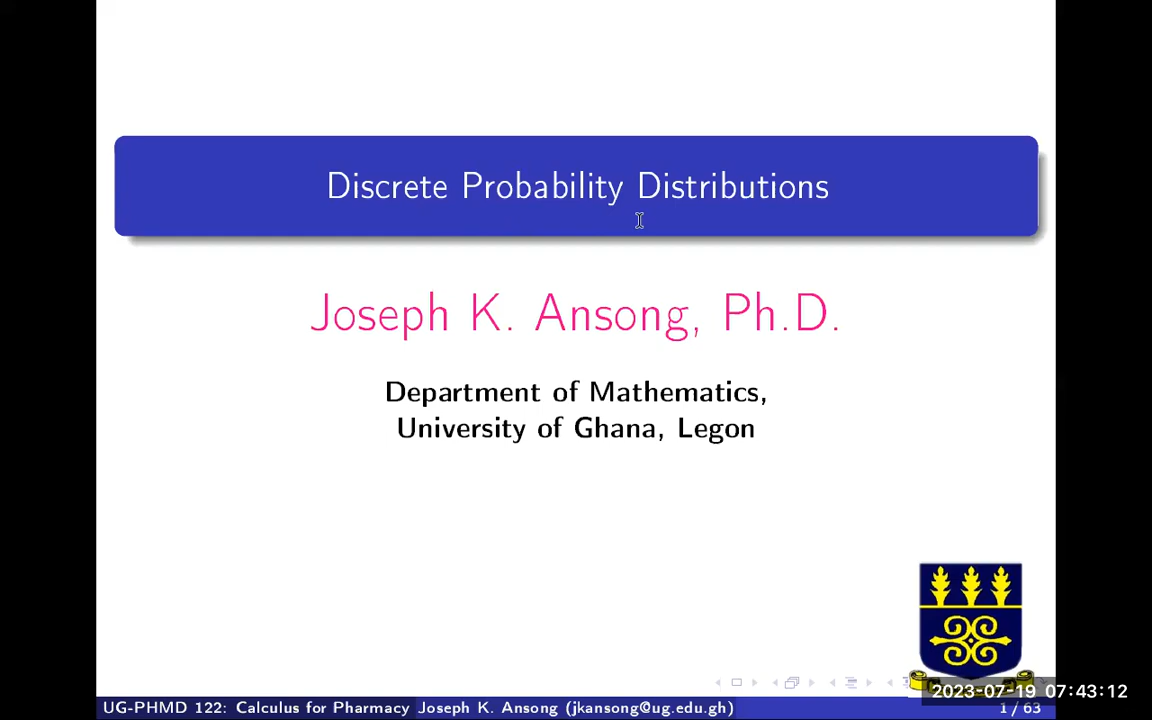 Discrete Probability Distributions
Joseph K. Ansong, Ph.D.
Department of Mathematics,
University of Ghana, Legon
2023-07-19 07:43:12
UG-PHMD 122: Calculus for Pharmacy Joseph K. Ansong (jkansong@ug.edu.gh) 1 / 63